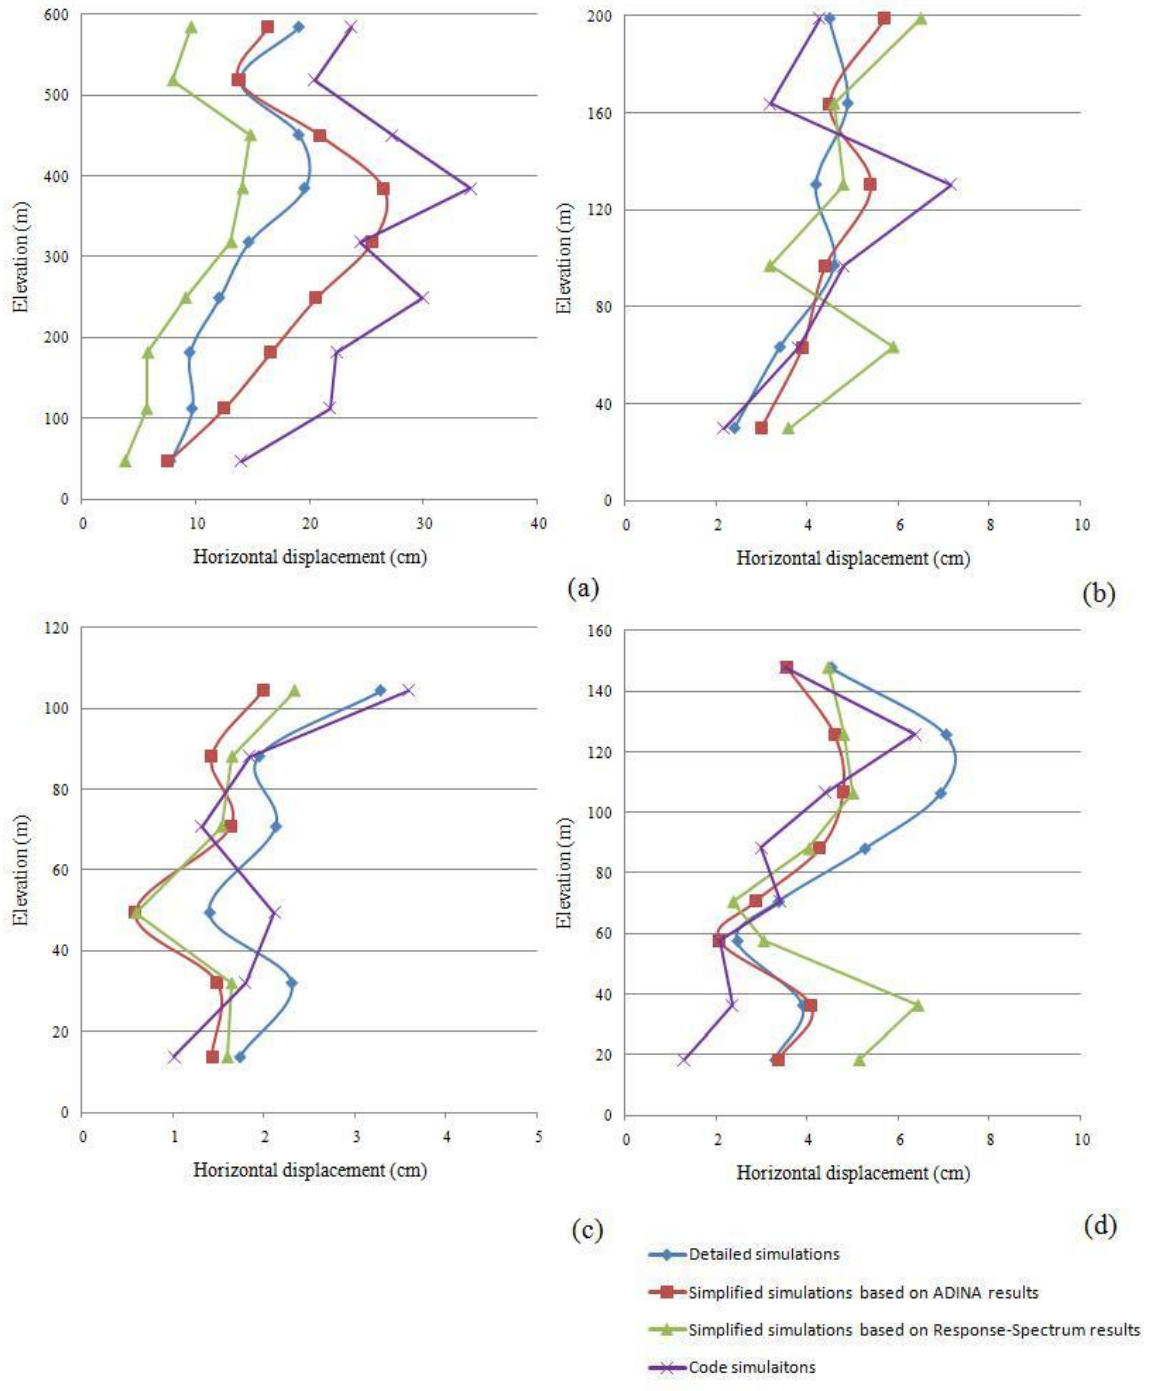 600
500
400
300
200
100
0
Elevation (m)
0 10 20 30 40
Horizontal displacement (cm)
(a)
200
160
120
80
40
0
Elevation (m)
0 2 4 6 8 10
Horizontal displacement (cm)
(b)
120
100
80
60
40
20
0
Elevation (m)
0 1 2 3 4 5
Horizontal displacement (cm)
(c)
160
140
120
100
80
60
40
20
0
Elevation (m)
0 2 4 6 8 10
Horizontal displacement (cm)
(d)
Detailed simulations
Simplified simulations based on ADINA results
Simplified simulations based on Response-Spectrum results
Code simulaitons